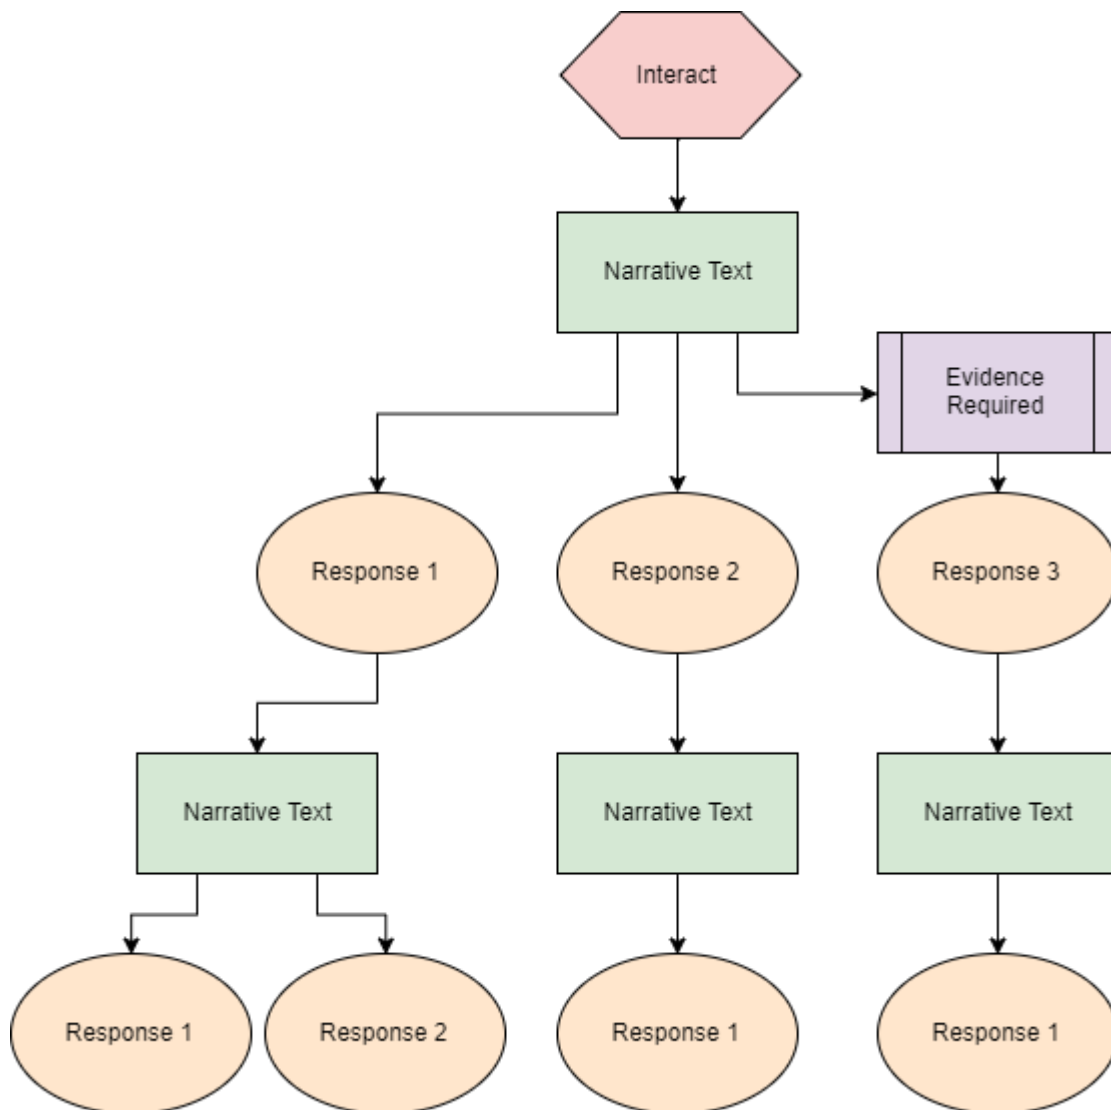 Interact
Narrative Text
Evidence
Required
Response 1
Response 2
Response 3
Narrative Text
Narrative Text
Narrative Text
Response 1
Response 2
Response 1
Response 1